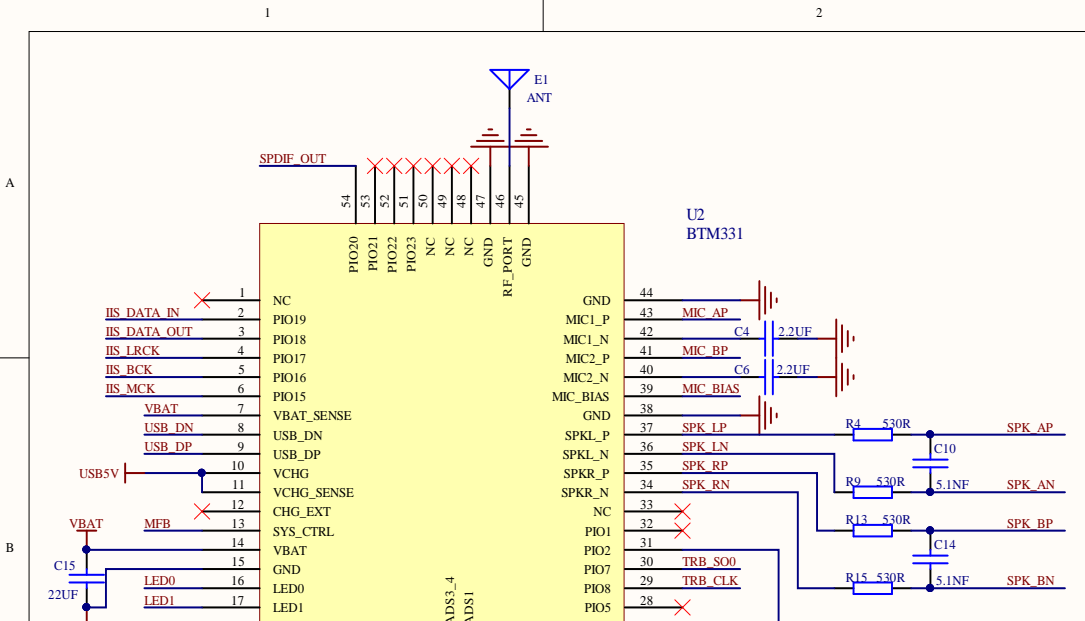 1 2
A
B
E1
ANT
SPDIF_OUT
54 53 52 51 50 49 48 47 46 45
PIO20 PIO21 PIO22 PIO23 NC NC NC GND RF_PORT GND
U2
BTM331
1 NC
IIS_DATA_IN 2 PIO19
IIS_DATA_OUT 3 PIO18
IIS_LRCK 4 PIO17
IIS_BCK 5 PIO16
IIS_MCK 6 PIO15
VBAT 7 VBAT_SENSE
USB_DN 8 USB_DN
USB_DP 9 USB_DP
USB5V 10 VCHG
11 VCHG_SENSE
12 CHG_EXT
MFB 13 SYS_CTRL
VBAT
14 VBAT
15 GND
C15
22UF
LED0 16 LED0
LED1 17 LED1
ADS3_4
ADS1
GND 44
MIC1_P 43 MIC_AP
MIC1_N 42 C4 2.2UF
MIC2_P 41 MIC_BP
MIC2_N 40 C6 2.2UF
MIC_BIAS 39 MIC_BIAS
GND 38
SPKL_P 37 SPK_LP
SPKL_N 36 SPK_LN
SPKR_P 35 SPK_RP
SPKR_N 34 SPK_RN
NC 33
PIO1 32
PIO2 31
PIO7 30 TRB_SO0
PIO8 29 TRB_CLK
PIO5 28
R4 530R SPK_AP
C10
R9 530R 5.1NF SPK_AN
R13 530R SPK_BP
C14
R15 530R 5.1NF SPK_BN